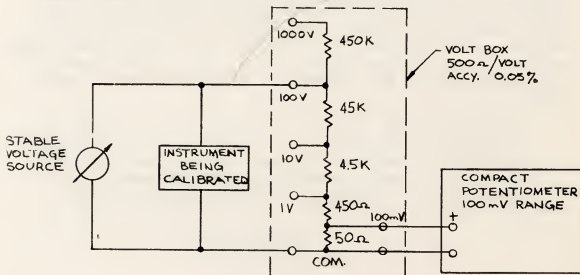 1000V
450K
VOLT BOX
500Ω/VOLT
ACCY. 0.05%
100V
45K
STABLE
VOLTAGE
SOURCE
INSTRUMENT
BEING
CALIBRATED
10V
4.5K
1V
450Ω
100mV
50Ω
COM.
COMPACT
POTENTIOMETER
100mV RANGE
+
-